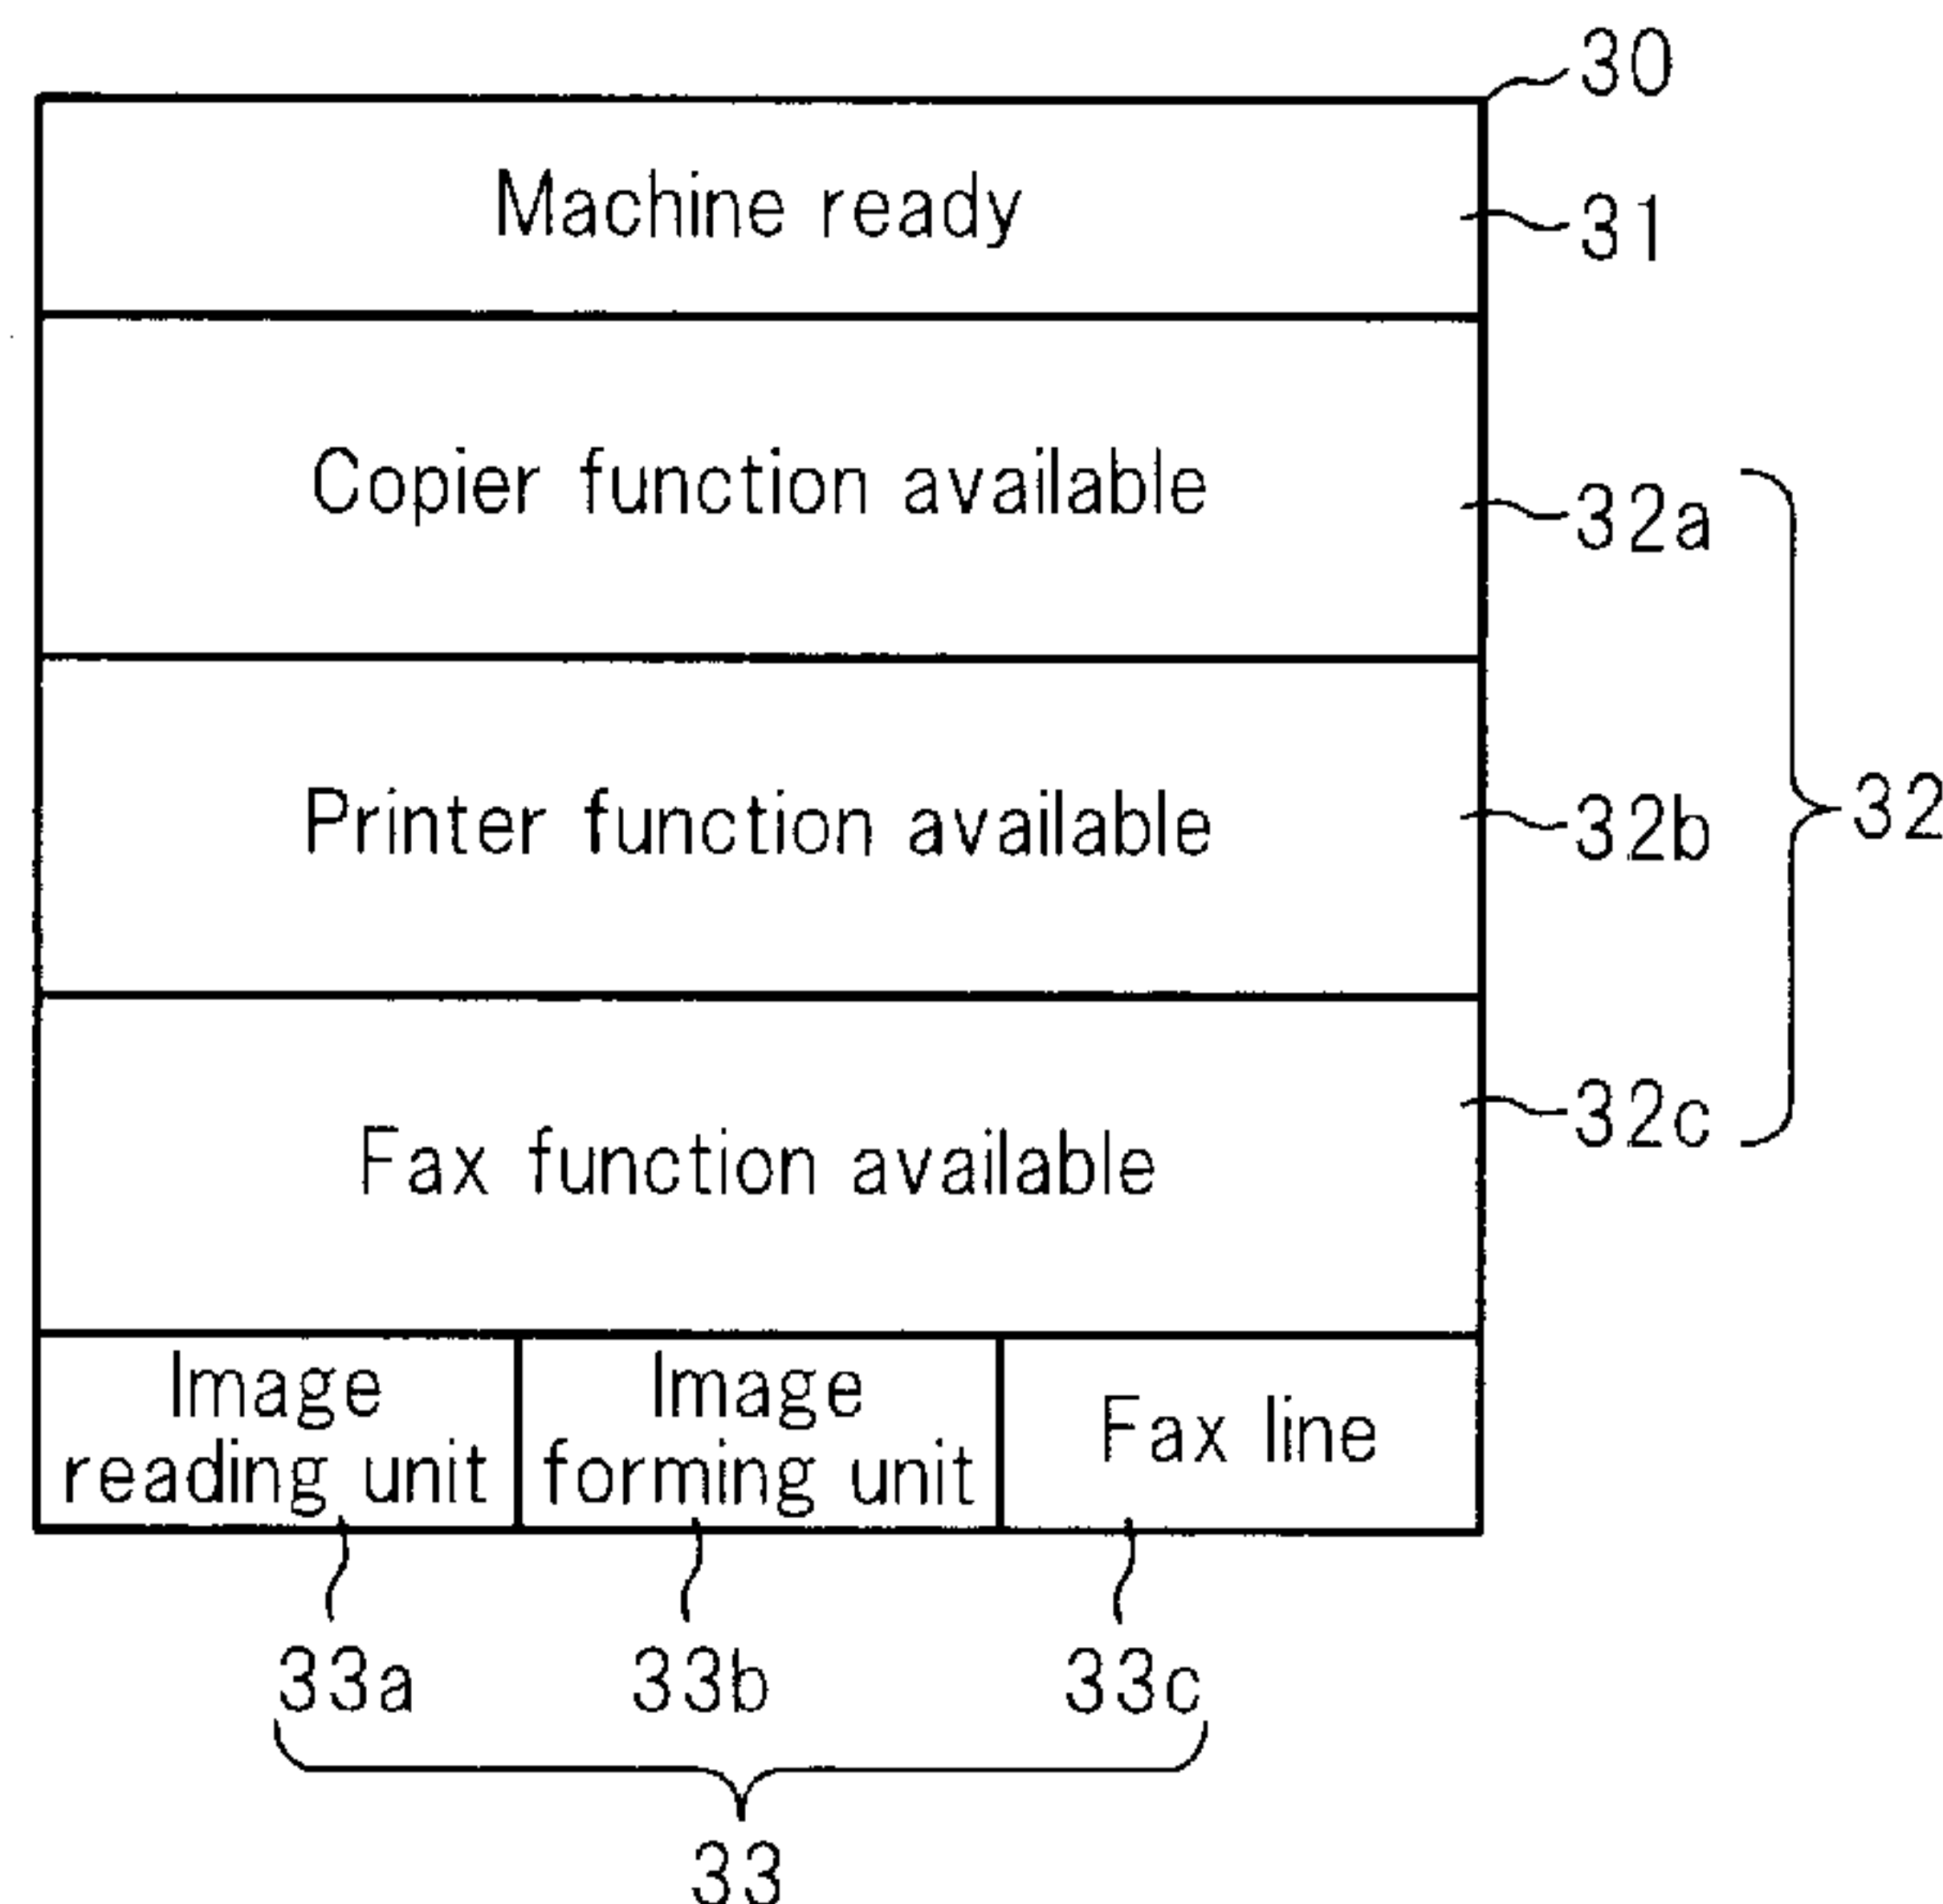 30
Machine ready
31
Copier function available
32a
Printer function available
32b
32
Fax function available
32c
Image
reading unit
Image
forming unit
Fax line
33a
33b
33c
33